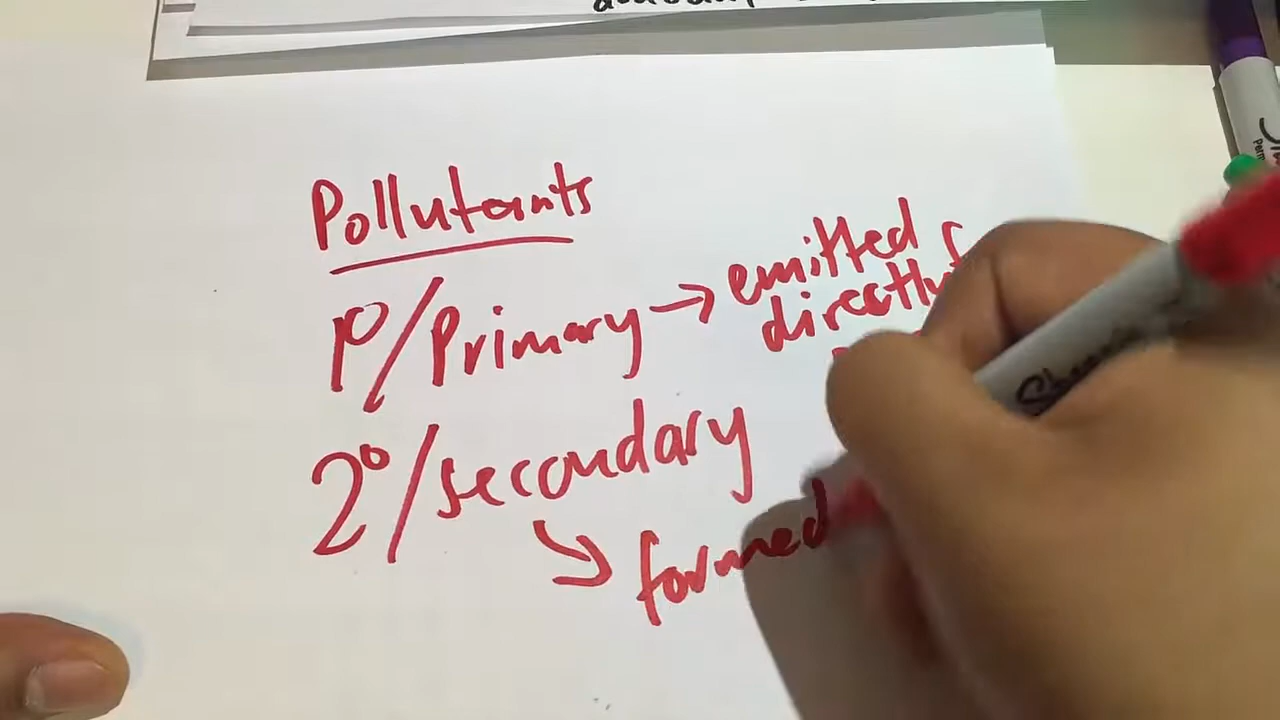 Pollutants
1°/Primary → emitted
directly
2°/secondary
↳ formed